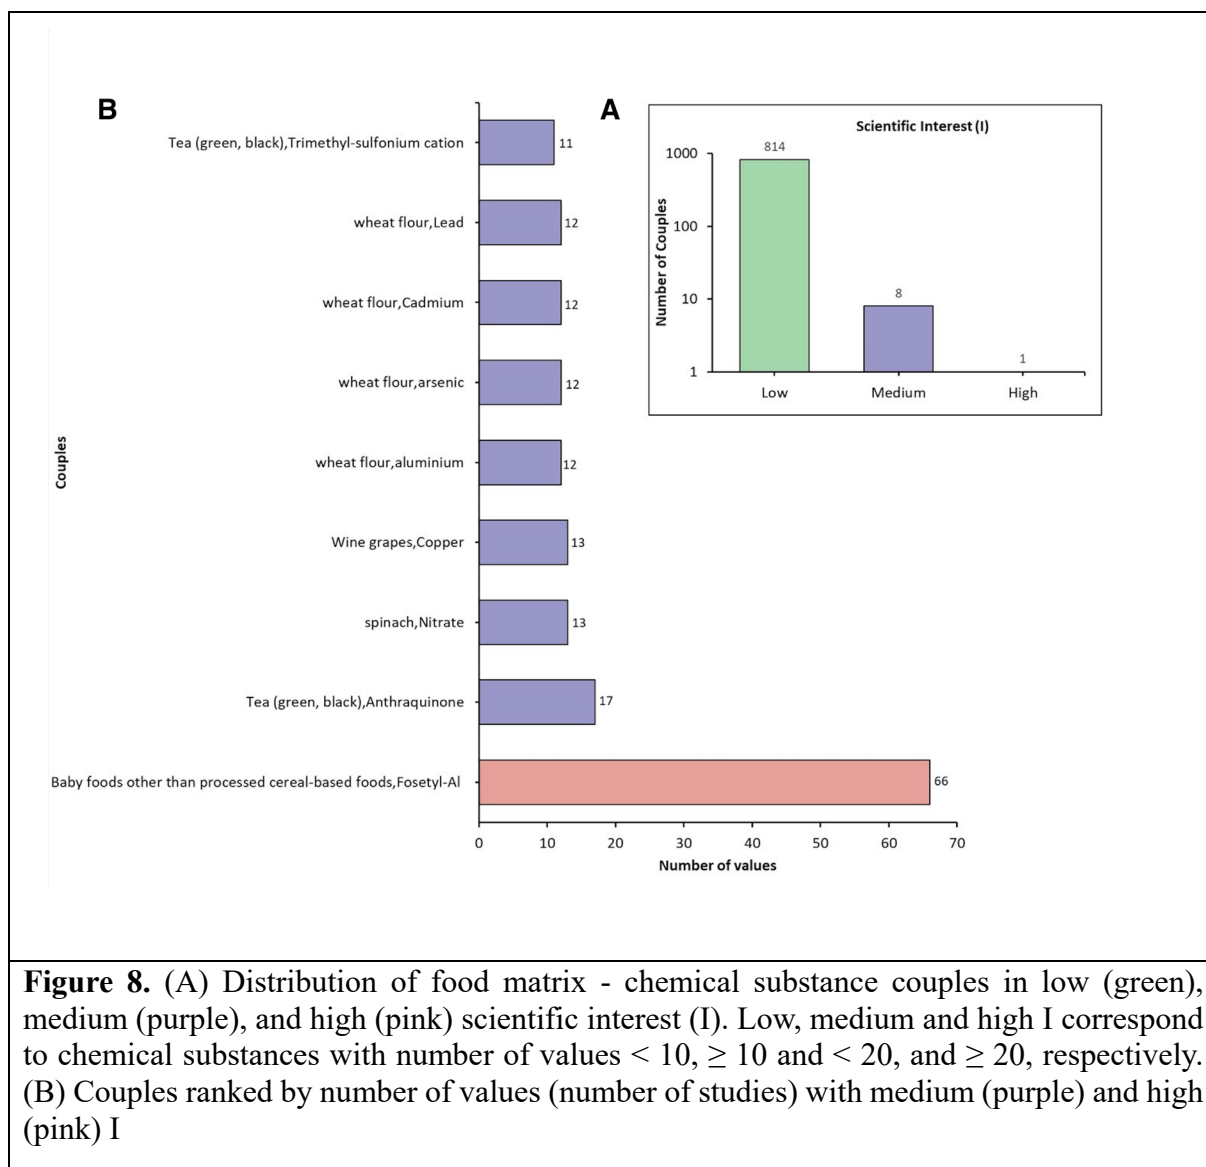 B
Tea (green, black),Trimethyl-sulfonium cation
11
wheat flour,Lead
12
wheat flour,Cadmium
12
wheat flour,arsenic
12
wheat flour,aluminium
12
Wine grapes,Copper
13
spinach,Nitrate
13
Tea (green, black),Anthraquinone
17
Baby foods other than processed cereal-based foods,Fosetyl-Al
66
Couples
0 10 20 30 40 50 60 70
Number of values
A
Scientific Interest (I)
Number of Couples
1000
100
10
1
814
8
1
Low Medium High
Figure 8. (A) Distribution of food matrix - chemical substance couples in low (green),
medium (purple), and high (pink) scientific interest (I). Low, medium and high I correspond
to chemical substances with number of values < 10, ≥ 10 and < 20, and ≥ 20, respectively.
(B) Couples ranked by number of values (number of studies) with medium (purple) and high
(pink) I